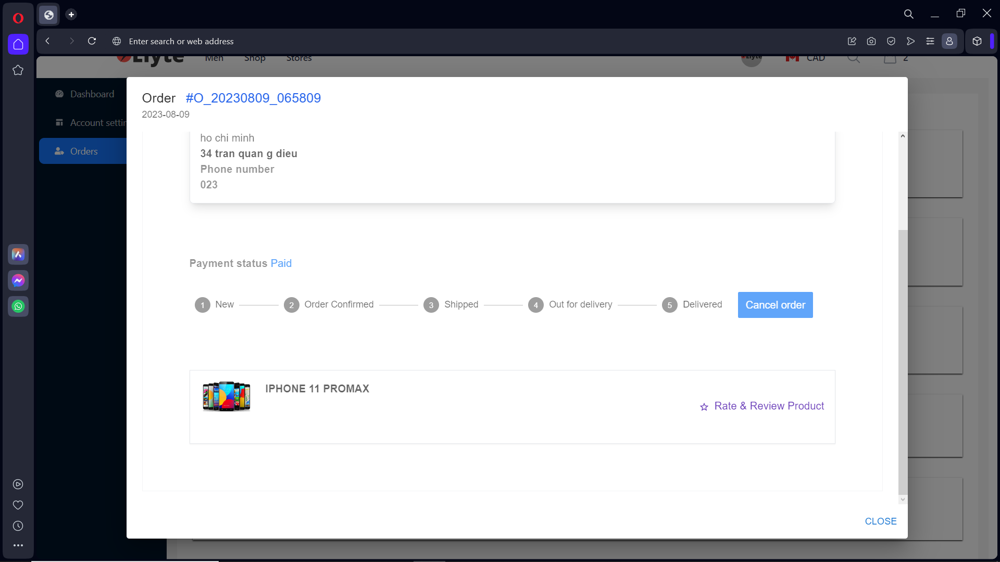 Enter search or web address
Elyte Men Shop Stores Elyte CAD 2
Dashboard
Account settin
Orders
Order #O_20230809_065809
2023-08-09
ho chi minh
34 tran quan g dieu
Phone number
023
Payment status Paid
1 New 2 Order Confirmed 3 Shipped 4 Out for delivery 5 Delivered Cancel order
IPHONE 11 PROMAX
Rate & Review Product
CLOSE